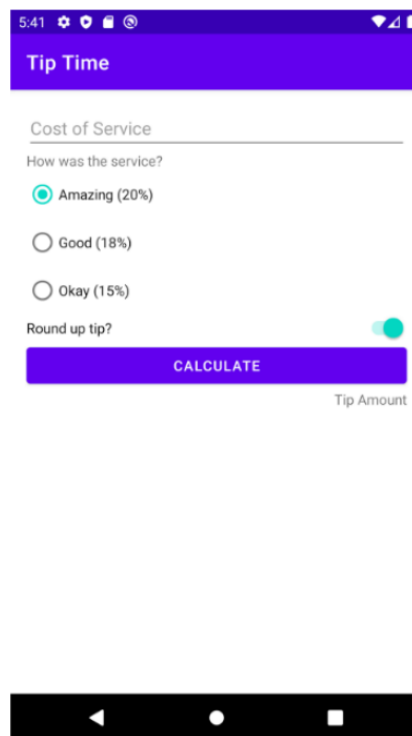 5:41
Tip Time
Cost of Service
How was the service?
Amazing (20%)
Good (18%)
Okay (15%)
Round up tip?
CALCULATE
Tip Amount